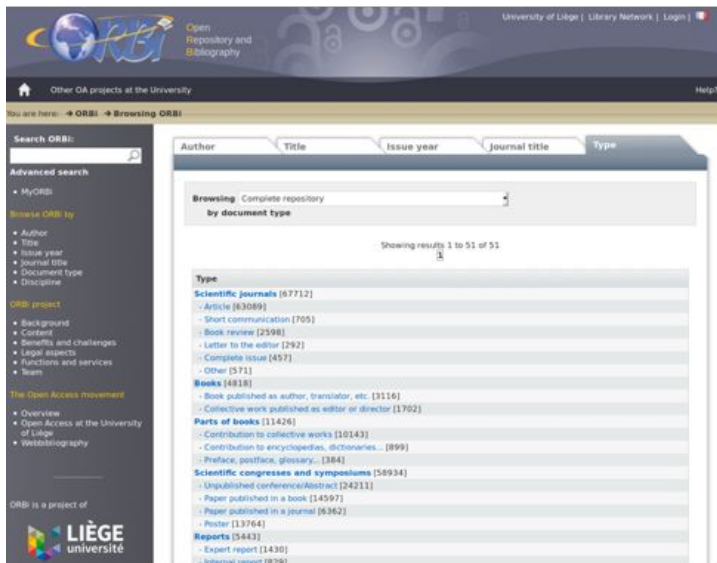 University of Liège | Library Network | Login |
ORBi
Open
Repository and
Bibliography
Other OA projects at the University
Help?
You are here: ➔ ORBi ➔ Browsing ORBi
Search ORBi:
Advanced search
• MyORBi
Browse ORBi by
• Author
• Title
• Issue year
• Journal title
• Document type
• Discipline
ORBi project
• Background
• Content
• Benefits and challenges
• Legal aspects
• Functions and services
• Team
The Open Access movement
• Overview
• Open Access at the University
of Liège
• Webbibliography
ORBi is a project of
LIÈGE
université
Author
Title
Issue year
Journal title
Type
Browsing Complete repository
by document type
Showing results 1 to 51 of 51
1
Type
Scientific journals [67712]
- Article [63089]
- Short communication [705]
- Book review [2598]
- Letter to the editor [292]
- Complete issue [457]
- Other [571]
Books [4818]
- Book published as author, translator, etc. [3116]
- Collective work published as editor or director [1702]
Parts of books [11426]
- Contribution to collective works [10143]
- Contribution to encyclopedias, dictionaries... [899]
- Preface, postface, glossary... [384]
Scientific congresses and symposiums [58934]
- Unpublished conference/Abstract [24211]
- Paper published in a book [14597]
- Paper published in a journal [6362]
- Poster [13764]
Reports [5443]
- Expert report [1430]
- Internal report [829]